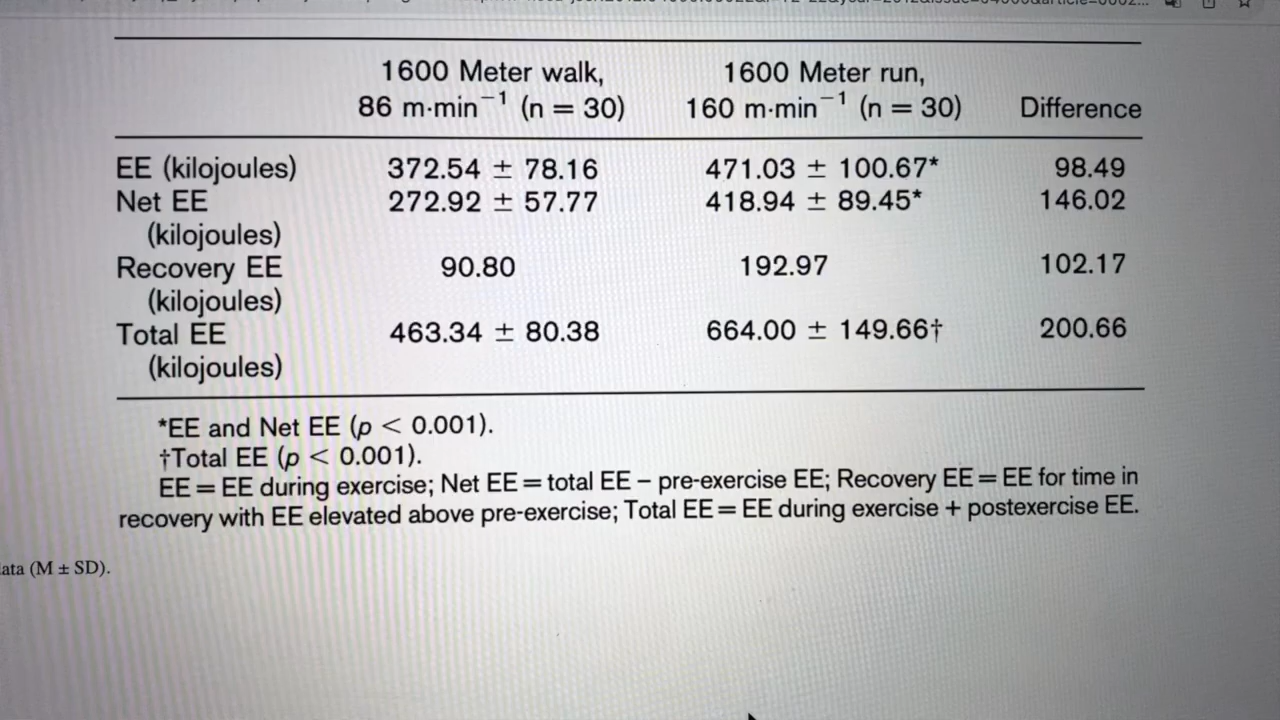 1600 Meter walk, 1600 Meter run,
86 m·min⁻¹ (n = 30) 160 m·min⁻¹ (n = 30) Difference
EE (kilojoules) 372.54 ± 78.16 471.03 ± 100.67* 98.49
Net EE 272.92 ± 57.77 418.94 ± 89.45* 146.02
(kilojoules)
Recovery EE 90.80 192.97 102.17
(kilojoules)
Total EE 463.34 ± 80.38 664.00 ± 149.66† 200.66
(kilojoules)
*EE and Net EE (p < 0.001).
†Total EE (p < 0.001).
EE = EE during exercise; Net EE = total EE – pre-exercise EE; Recovery EE = EE for time in
recovery with EE elevated above pre-exercise; Total EE = EE during exercise + postexercise EE.
(M ± SD).